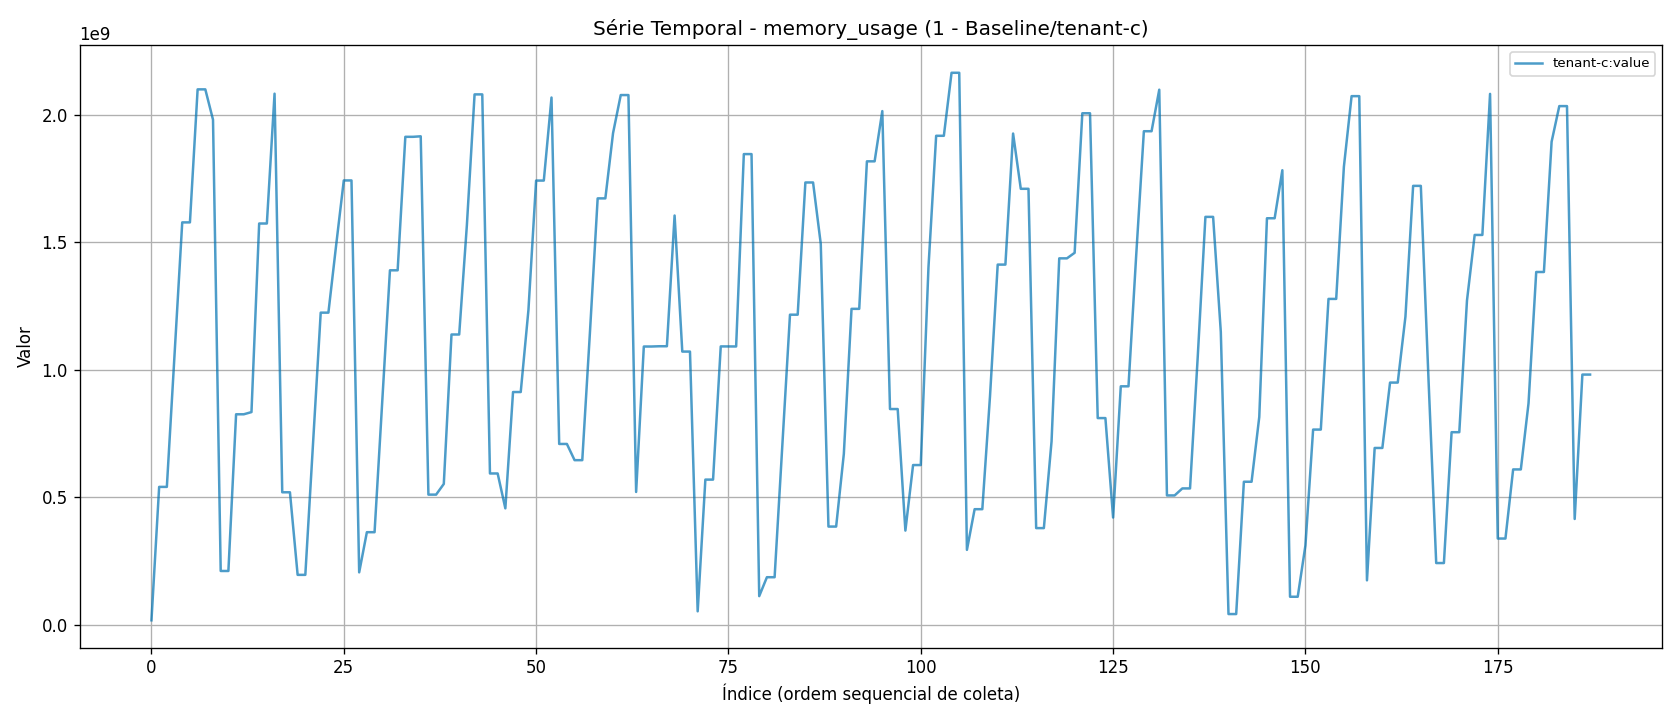 Série Temporal - memory_usage (1 - Baseline/tenant-c)
1e9
tenant-c:value
2.0
1.5
1.0
0.5
0.0
Valor
0 25 50 75 100 125 150 175
Índice (ordem sequencial de coleta)